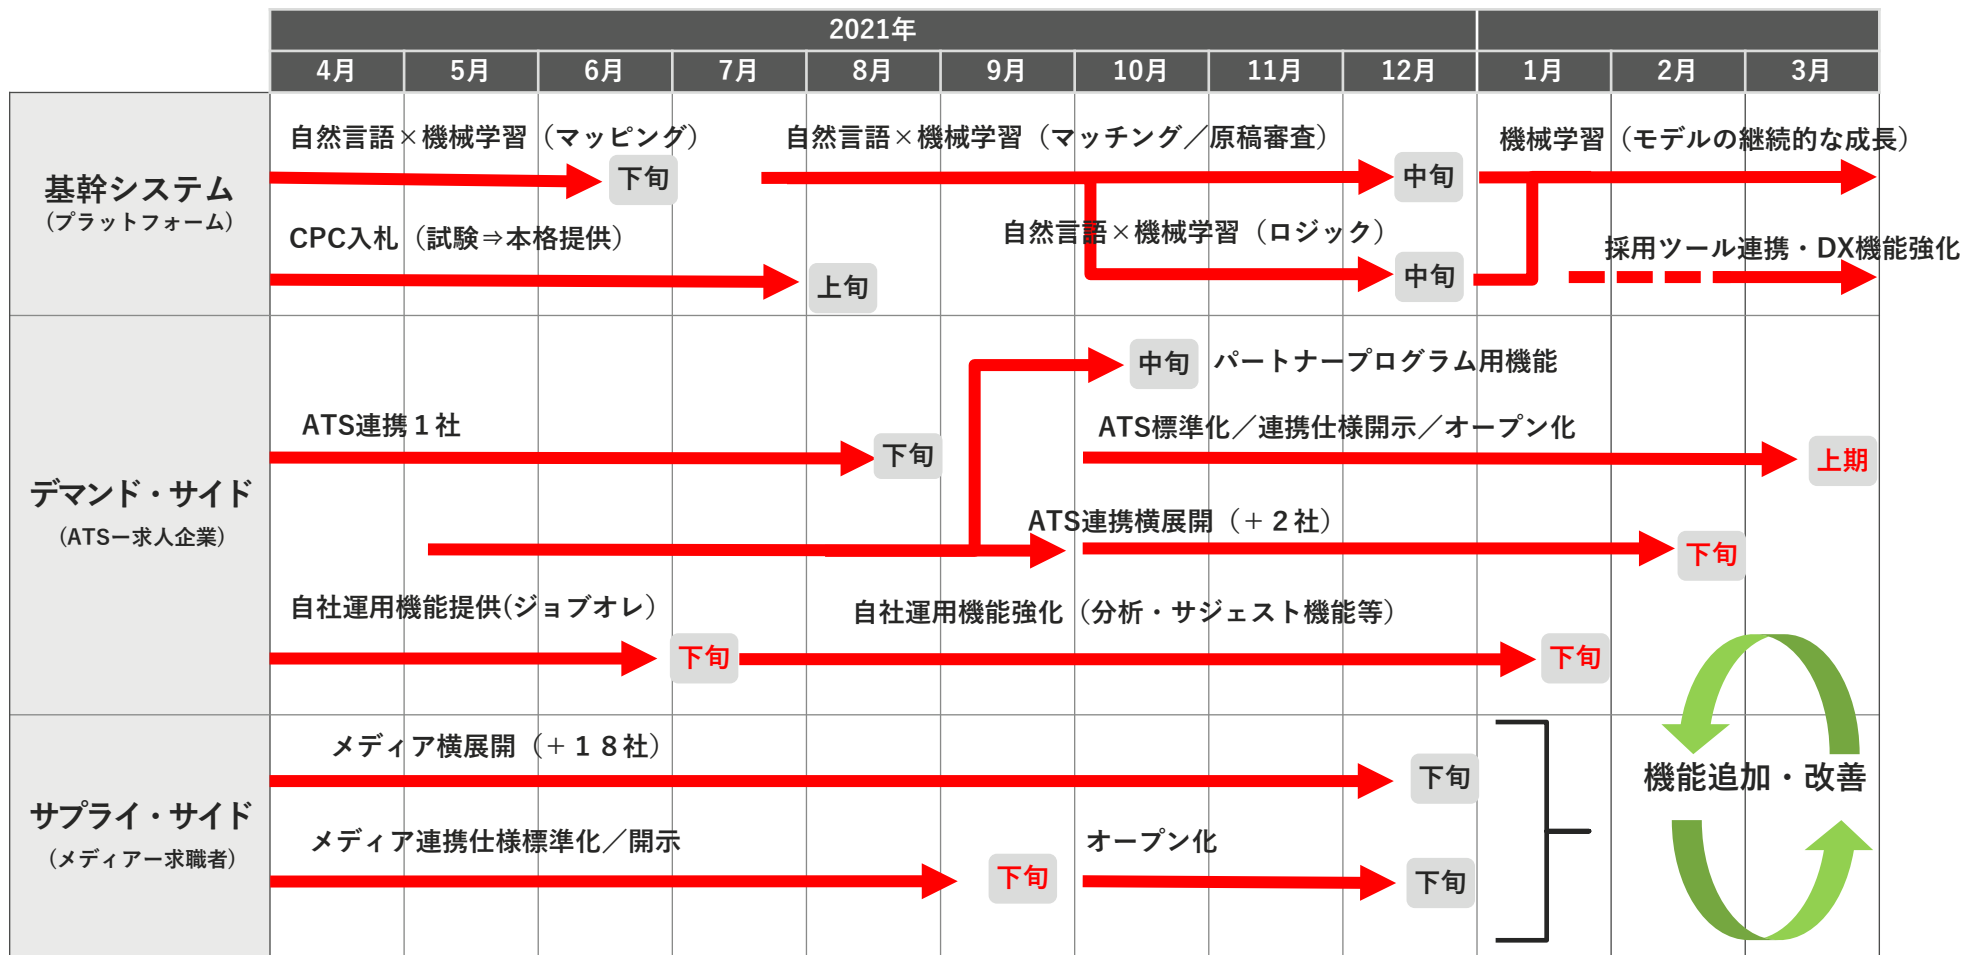 2021年
4月
5月
6月
7月
8月
9月
10月
11月
12月
1月
2月
3月
基幹システム
(プラットフォーム)
自然言語×機械学習（マッピング）
下旬
自然言語×機械学習（マッチング／原稿審査）
中旬
機械学習（モデルの継続的な成長）
CPC入札（試験⇒本格提供）
上旬
自然言語×機械学習（ロジック）
中旬
採用ツール連携・DX機能強化
デマンド・サイド
(ATSー求人企業)
中旬
パートナープログラム用機能
ATS連携１社
下旬
ATS標準化／連携仕様開示／オープン化
上期
ATS連携横展開（＋２社）
下旬
自社運用機能提供(ジョブオレ）
下旬
自社運用機能強化（分析・サジェスト機能等）
下旬
サプライ・サイド
(メディアー求職者)
メディア横展開（＋１８社）
下旬
メディア連携仕様標準化／開示
下旬
オープン化
下旬
機能追加・改善